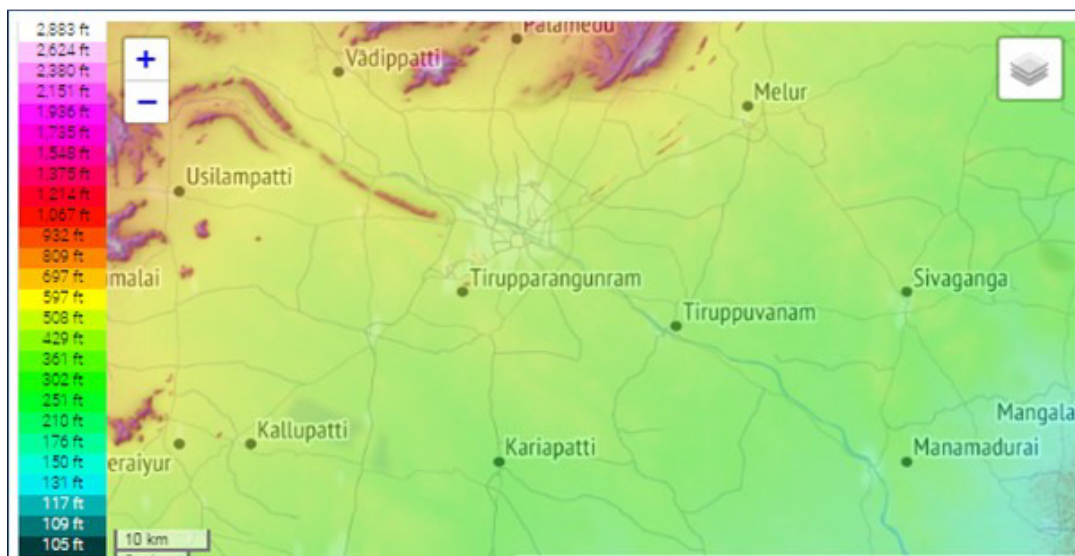 2,883 ft
2,624 ft
2,380 ft
2,151 ft
1,936 ft
1,735 ft
1,548 ft
1,375 ft
1,214 ft
1,067 ft
932 ft
809 ft
697 ft
597 ft
508 ft
429 ft
361 ft
302 ft
251 ft
210 ft
176 ft
150 ft
131 ft
117 ft
109 ft
105 ft
+
−
Palamedu
Vādippatti
Melur
Usilampatti
malai
Tirupparangunram
Sivaganga
Tiruppuvanam
Mangala
Kallupatti
eraiyur
Kariapatti
Manamadurai
10 km